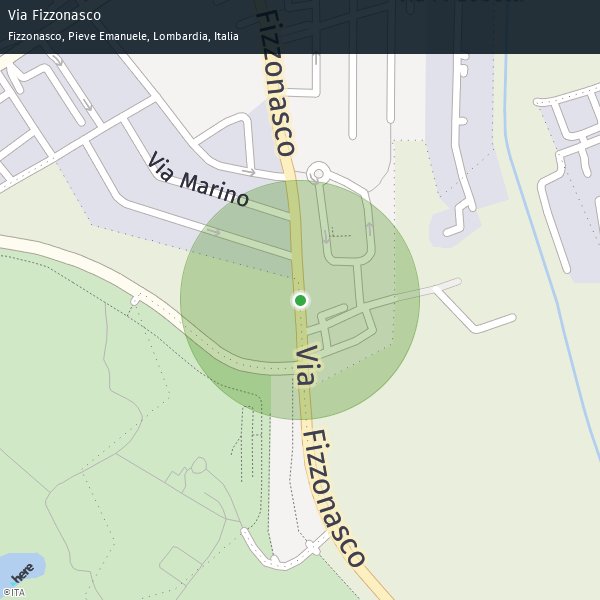 Via Fizzonasco
Fizzonasco, Pieve Emanuele, Lombardia, Italia
Fizzonasco
Via Marino
Via
Fizzonasco
here
©ITA